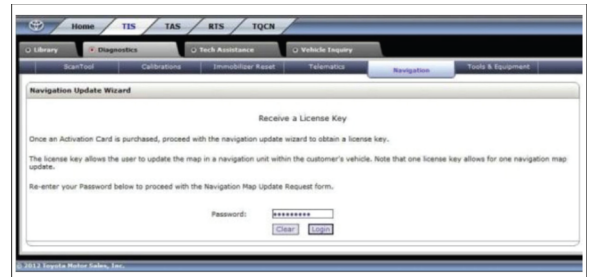 Home TIS TAS RTS TQCN
Library Diagnostics Tech Assistance Vehicle Inquiry
ScanTool Calibrations Immobilizer Reset Telematics Navigation Tools & Equipment
Navigation Update Wizard
Receive a License Key
Once an Activation Card is purchased, proceed with the navigation update wizard to obtain a license key.
The license key allows the user to update the map in a navigation unit within the customer's vehicle. Note that one license key allows for one navigation map
update.
Re-enter your Password below to proceed with the Navigation Map Update Request form.
Password: •••••••••
Clear Login
© 2012 Toyota Motor Sales, Inc.